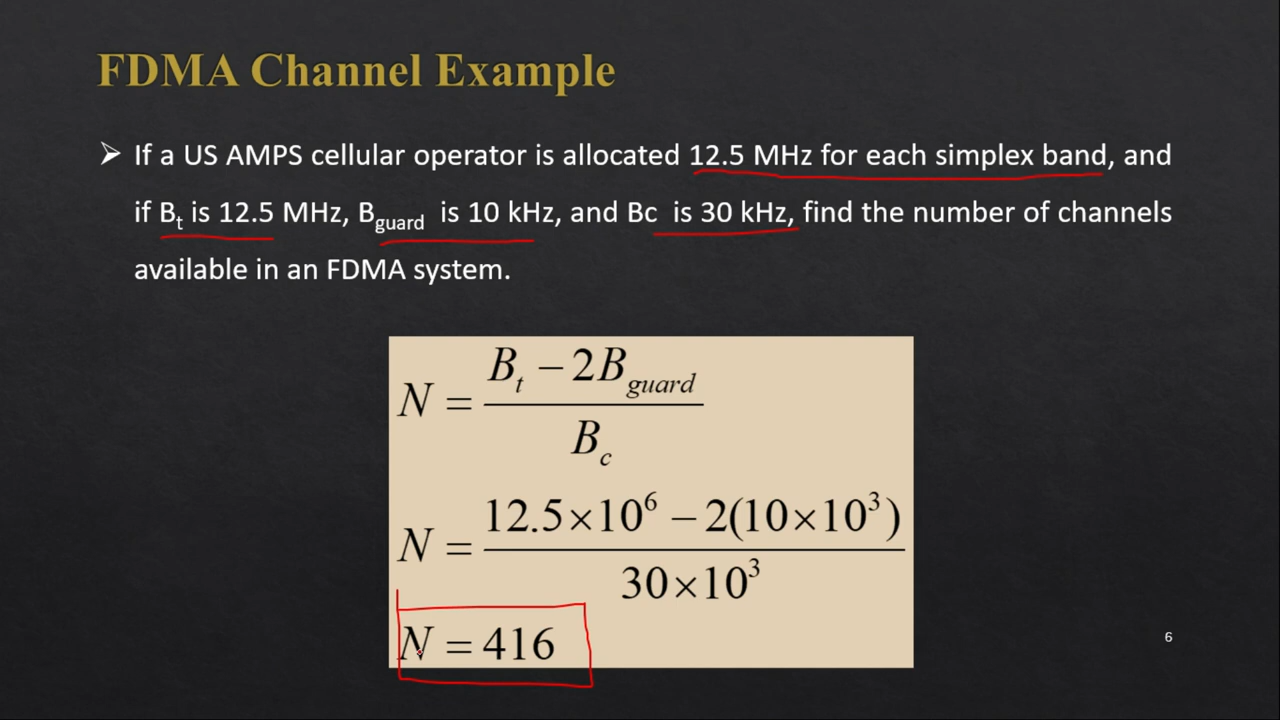 FDMA Channel Example
➢ If a US AMPS cellular operator is allocated 12.5 MHz for each simplex band, and
if Bt is 12.5 MHz, Bguard is 10 kHz, and Bc is 30 kHz, find the number of channels
available in an FDMA system.
N = (Bt − 2Bguard) / Bc
N = (12.5×10⁶ − 2(10×10³)) / (30×10³)
N = 416
6